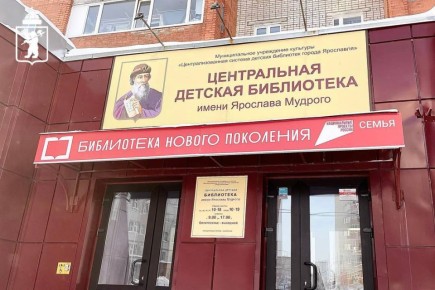 Муниципальное учреждение культуры
«Централизованная система детских библиотек города Ярославля»
ЦЕНТРАЛЬНАЯ
ДЕТСКАЯ БИБЛИОТЕКА
имени Ярослава Мудрого
БИБЛИОТЕКА НОВОГО ПОКОЛЕНИЯ
СЕМЬЯ
БИБЛИОТЕКА